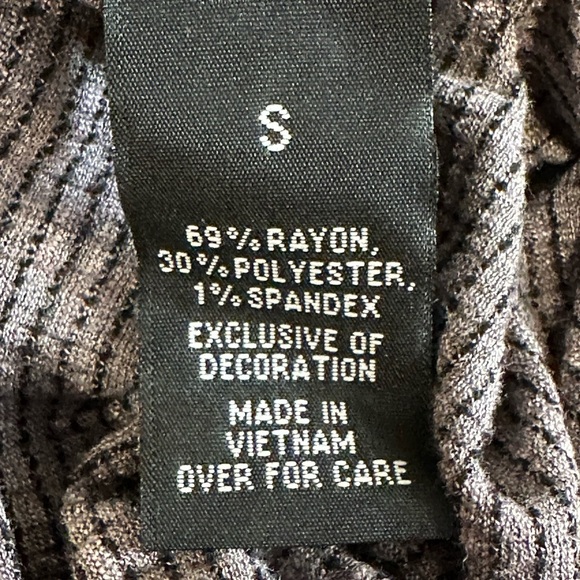 S
69% RAYON,
30% POLYESTER,
1% SPANDEX
EXCLUSIVE OF
DECORATION
MADE IN
VIETNAM
OVER FOR CARE